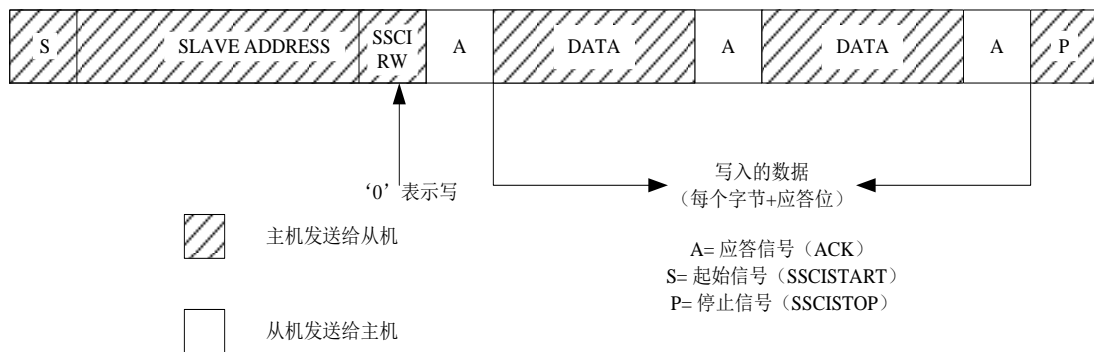 S SLAVE ADDRESS SSCI RW A DATA A DATA A P
‘0’表示写
写入的数据
（每个字节+应答位）
主机发送给从机
A= 应答信号（ACK）
S= 起始信号（SSCISTART）
P= 停止信号（SSCISTOP）
从机发送给主机